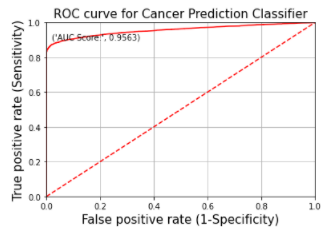 ROC curve for Cancer Prediction Classifier
1.0
('AUC Score:', 0.9563)
0.8
0.6
0.4
0.2
0.0
True positive rate (Sensitivity)
0.0 0.2 0.4 0.6 0.8 1.0
False positive rate (1-Specificity)